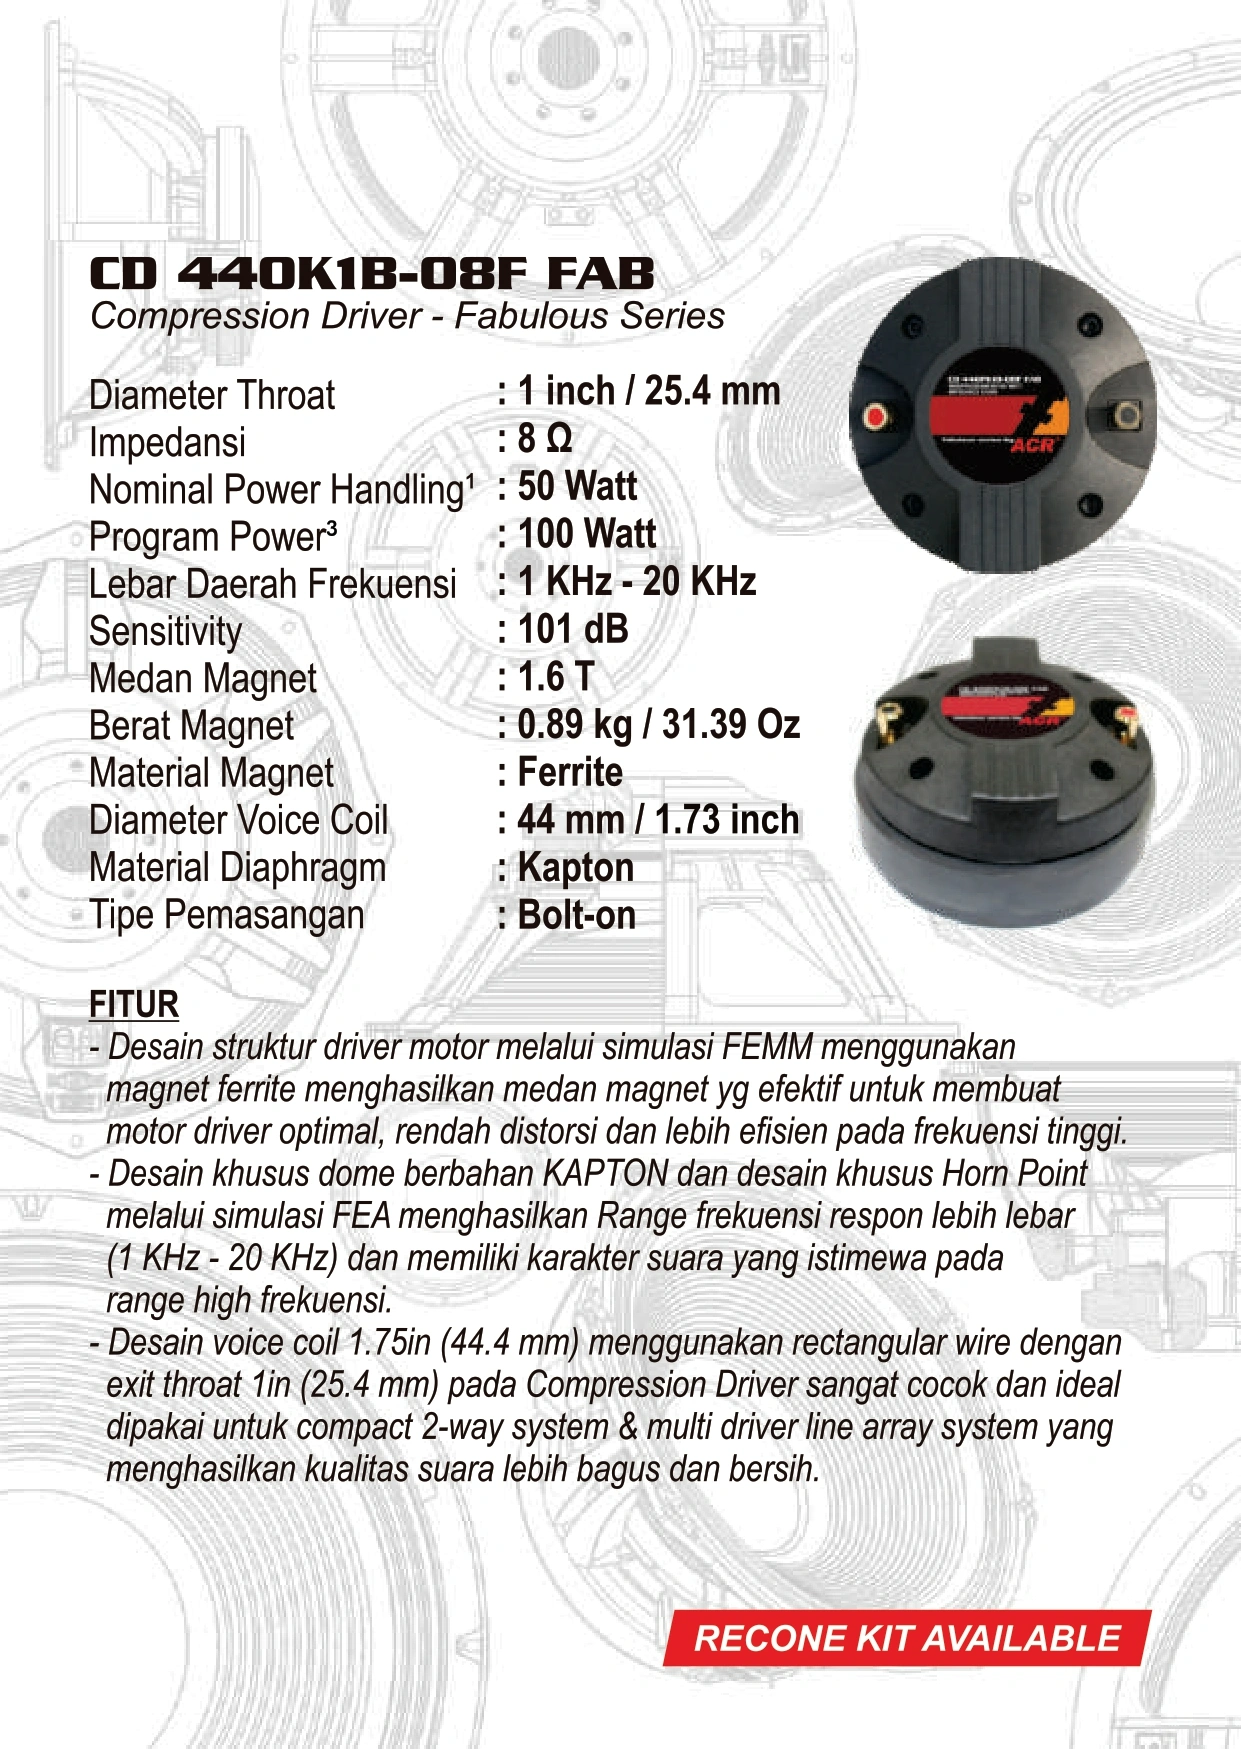 CD 440K1B-08F FAB
Compression Driver - Fabulous Series
Diameter Throat : 1 inch / 25.4 mm
Impedansi : 8 Ω
Nominal Power Handling¹ : 50 Watt
Program Power³ : 100 Watt
Lebar Daerah Frekuensi : 1 KHz - 20 KHz
Sensitivity : 101 dB
Medan Magnet : 1.6 T
Berat Magnet : 0.89 kg / 31.39 Oz
Material Magnet : Ferrite
Diameter Voice Coil : 44 mm / 1.73 inch
Material Diaphragm : Kapton
Tipe Pemasangan : Bolt-on
ACR
ACR
FITUR
- Desain struktur driver motor melalui simulasi FEMM menggunakan
magnet ferrite menghasilkan medan magnet yg efektif untuk membuat
motor driver optimal, rendah distorsi dan lebih efisien pada frekuensi tinggi.
- Desain khusus dome berbahan KAPTON dan desain khusus Horn Point
melalui simulasi FEA menghasilkan Range frekuensi respon lebih lebar
(1 KHz - 20 KHz) dan memiliki karakter suara yang istimewa pada
range high frekuensi.
- Desain voice coil 1.75in (44.4 mm) menggunakan rectangular wire dengan
exit throat 1in (25.4 mm) pada Compression Driver sangat cocok dan ideal
dipakai untuk compact 2-way system & multi driver line array system yang
menghasilkan kualitas suara lebih bagus dan bersih.
RECONE KIT AVAILABLE